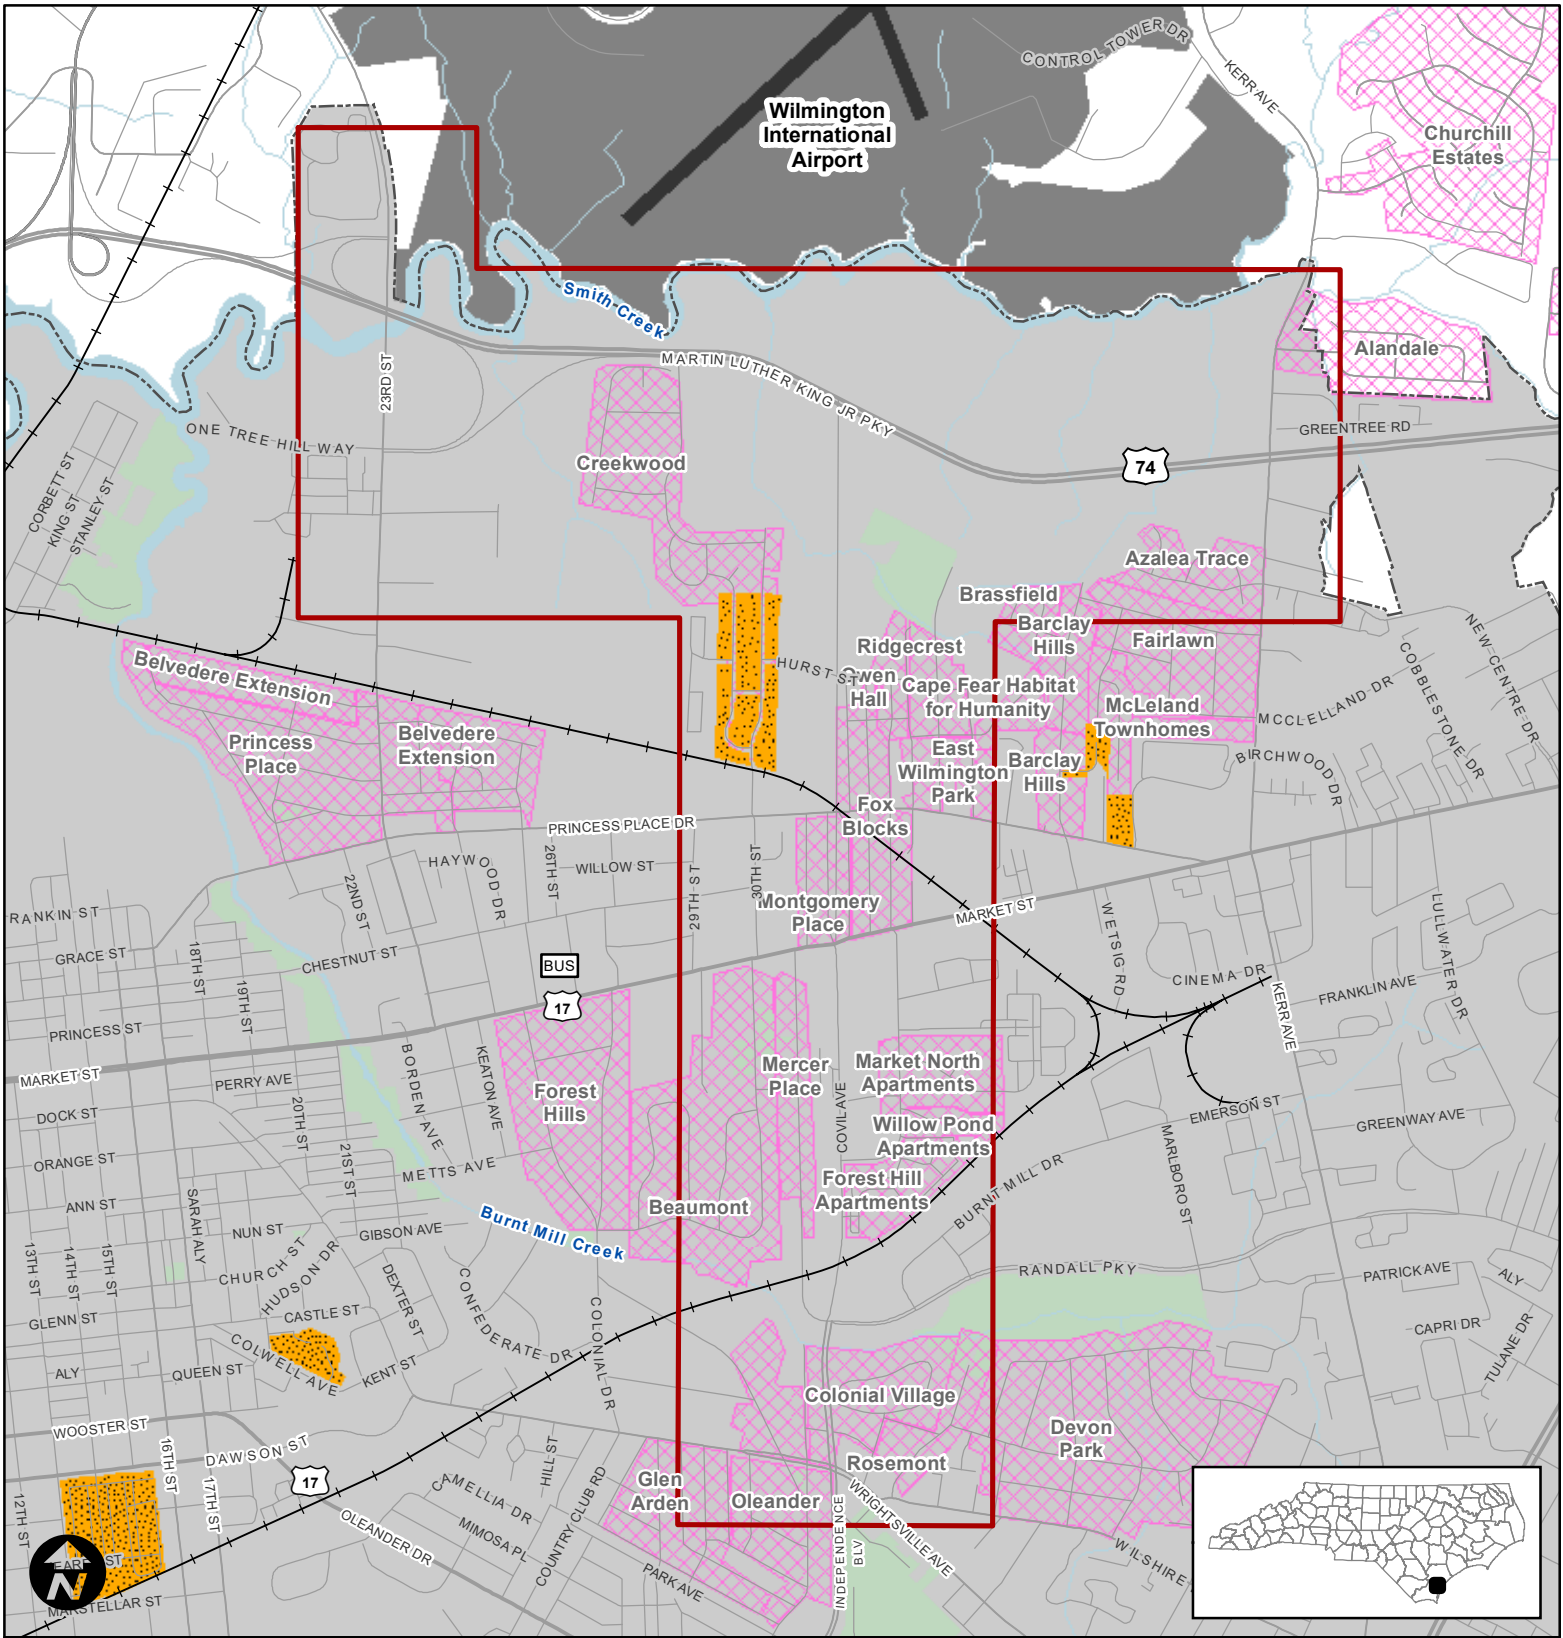 CONTROL TOWER DR
KERR AVE
Wilmington
International
Airport
Churchill
Estates
Smith Creek
MARTIN LUTHER KING JR PKY
Alandale
23RD ST
GREENTREE RD
ONE TREE HILL WAY
Creekwood
74
CORBETT ST
KING ST
STANLEY ST
Azalea Trace
Brassfield
Barclay
Hills
Fairlawn
Ridgecrest
HURST ST
Owen
Hall
Cape Fear Habitat
for Humanity
McLeland
Townhomes
MCCLELLAND DR
COBBLESTONE DR
NEW CENTRE DR
BIRCHWOOD DR
Belvedere Extension
Princess
Place
Belvedere
Extension
East
Wilmington
Park
Barclay
Hills
Fox
Blocks
PRINCESS PLACE DR
HAYWOOD DR
26TH ST
WILLOW ST
29TH ST
30TH ST
22ND ST
Montgomery
Place
MARKET ST
WETSIG RD
LULLWATER DR
RANKIN ST
GRACE ST
18TH ST
19TH ST
CHESTNUT ST
BUS
17
CINEMA DR
KERR AVE
FRANKLIN AVE
PRINCESS ST
MARKET ST
PERRY AVE
BORDEN AVE
KEATON AVE
Forest
Hills
Mercer
Place
Market North
Apartments
COVIL AVE
Willow Pond
Apartments
EMERSON ST
GREENWAY AVE
DOCK ST
20TH ST
21ST ST
ORANGE ST
METTS AVE
MARLBORO ST
Forest Hill
Apartments
BURNT MILL DR
ANN ST
SARAH ALY
Beaumont
NUN ST
GIBSON AVE
Burnt Mill Creek
13TH ST
14TH ST
15TH ST
CHURCH ST
HUDSON DR
DEXTER ST
CONFEDERATE DR
COLONIAL DR
RANDALL PKY
PATRICK AVE
ALY
GLENN ST
CASTLE ST
CAPRI DR
TULANE DR
COLWELL AVE
ALY
QUEEN ST
KENT ST
Colonial Village
Devon
Park
WOOSTER ST
DAWSON ST
16TH ST
17TH ST
12TH ST
17
HILL ST
CAMELLIA DR
MIMOSA PL
COUNTRY CLUB RD
Glen
Arden
Oleander
Rosemont
OLEANDER DR
PARK AVE
INDEPENDENCE
BLV
WRIGHTSVILLE AVE
WILSHIRE
MARSTELLAR ST
N